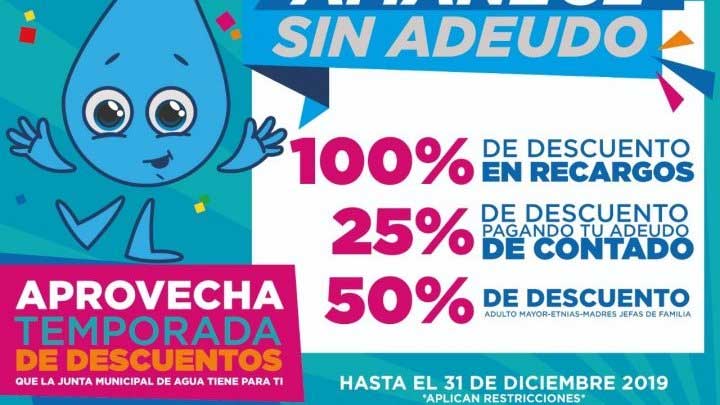 AMANECE
SIN ADEUDO
100% DE DESCUENTO
EN RECARGOS
25% DE DESCUENTO
PAGANDO TU ADEUDO
DE CONTADO
50% DE DESCUENTO
ADULTO MAYOR-ETNIAS-MADRES JEFAS DE FAMILIA
APROVECHA
TEMPORADA
DE DESCUENTOS
QUE LA JUNTA MUNICIPAL DE AGUA TIENE PARA TI
HASTA EL 31 DE DICIEMBRE 2019
*APLICAN RESTRICCIONES*